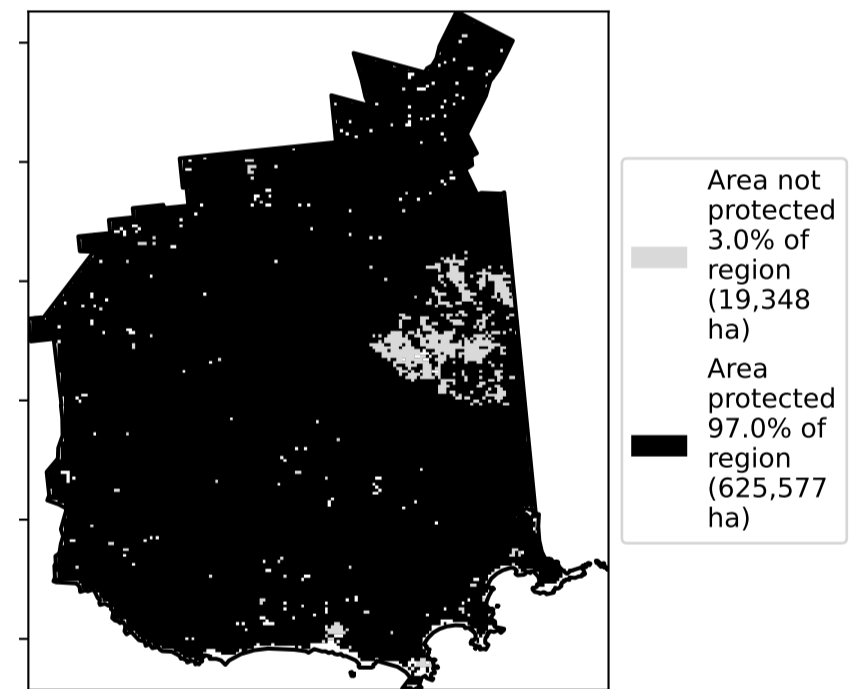 Area not
protected
3.0% of
region
(19,348
ha)
Area
protected
97.0% of
region
(625,577
ha)